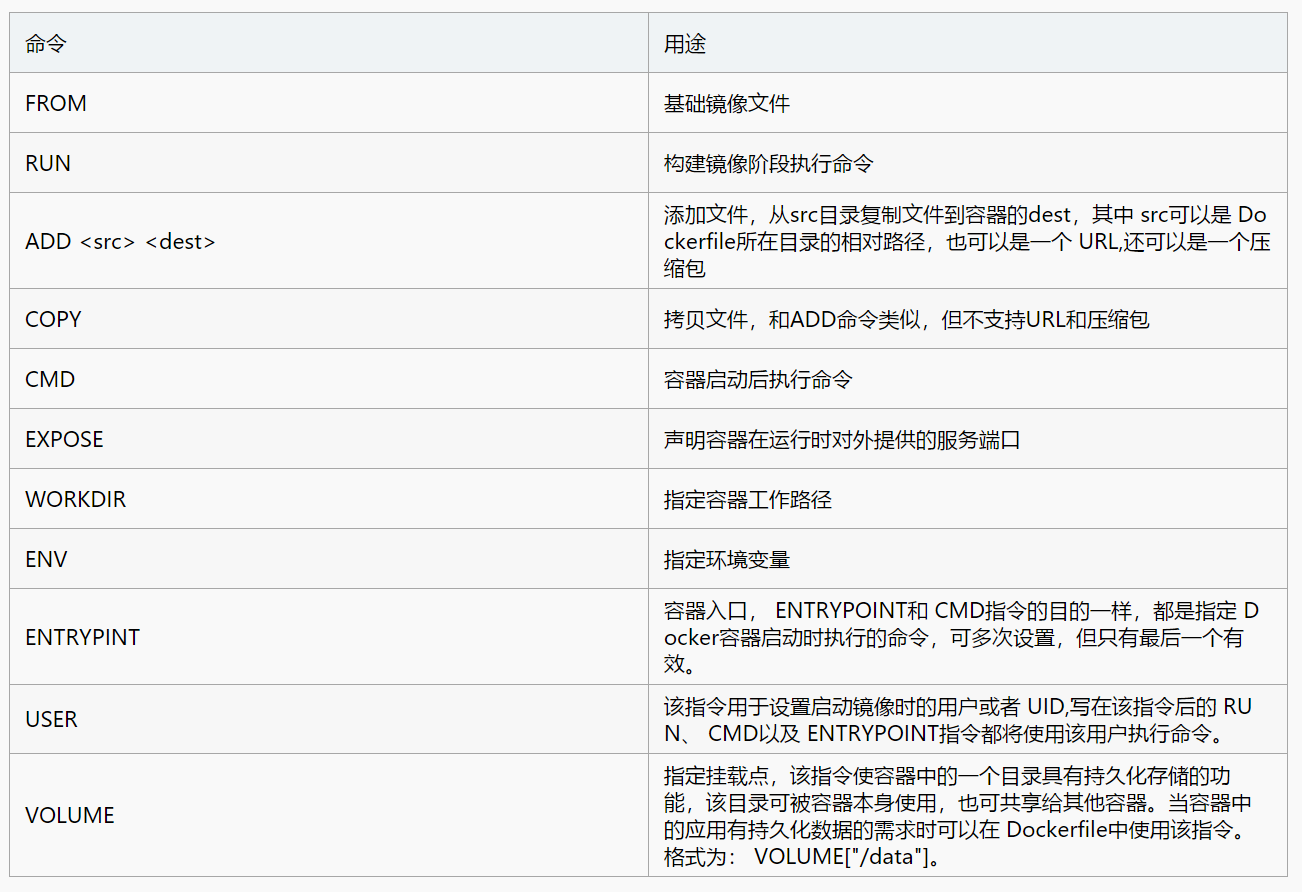 命令
用途
FROM
基础镜像文件
RUN
构建镜像阶段执行命令
ADD <src> <dest>
添加文件，从src目录复制文件到容器的dest，其中 src可以是 Do
ckerfile所在目录的相对路径，也可以是一个 URL,还可以是一个压
缩包
COPY
拷贝文件，和ADD命令类似，但不支持URL和压缩包
CMD
容器启动后执行命令
EXPOSE
声明容器在运行时对外提供的服务端口
WORKDIR
指定容器工作路径
ENV
指定环境变量
ENTRYPINT
容器入口， ENTRYPOINT和 CMD指令的目的一样，都是指定 D
ocker容器启动时执行的命令，可多次设置，但只有最后一个有
效。
USER
该指令用于设置启动镜像时的用户或者 UID,写在该指令后的 RU
N、 CMD以及 ENTRYPOINT指令都将使用该用户执行命令。
VOLUME
指定挂载点，该指令使容器中的一个目录具有持久化存储的功
能，该目录可被容器本身使用，也可共享给其他容器。当容器中
的应用有持久化数据的需求时可以在 Dockerfile中使用该指令。
格式为： VOLUME["/data"]。